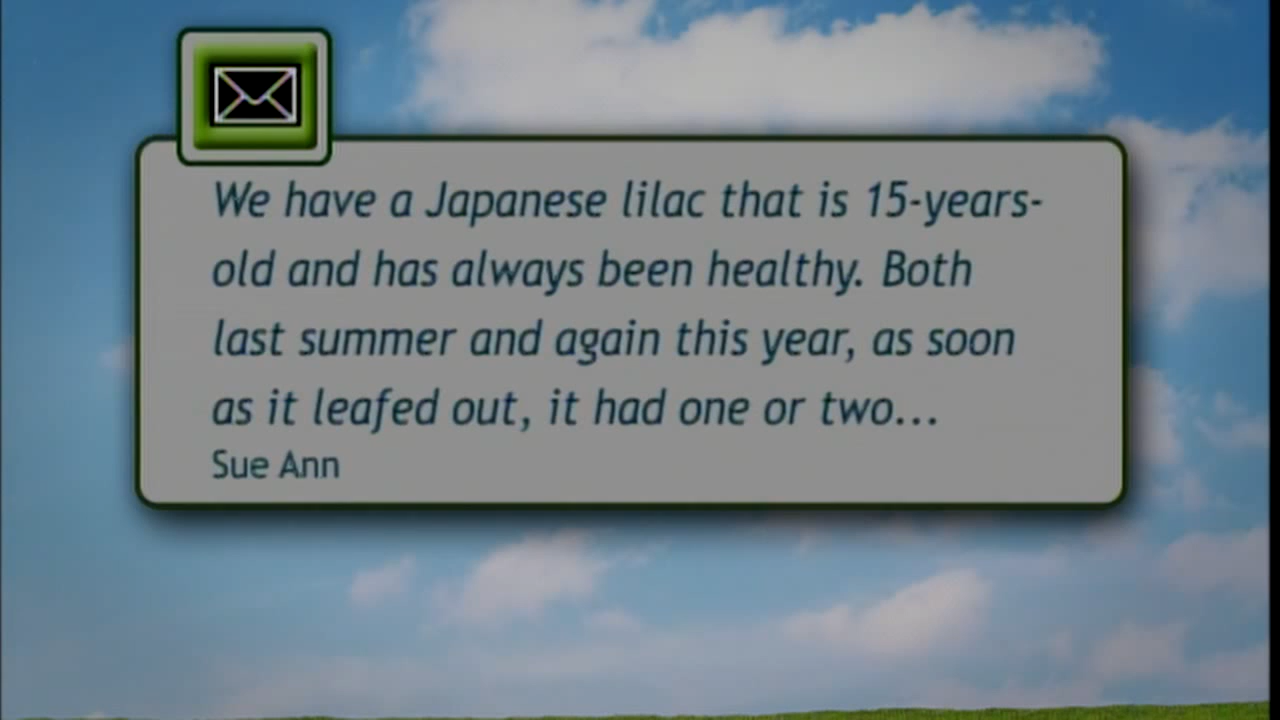 We have a Japanese lilac that is 15-years-
old and has always been healthy. Both
last summer and again this year, as soon
as it leafed out, it had one or two...
Sue Ann